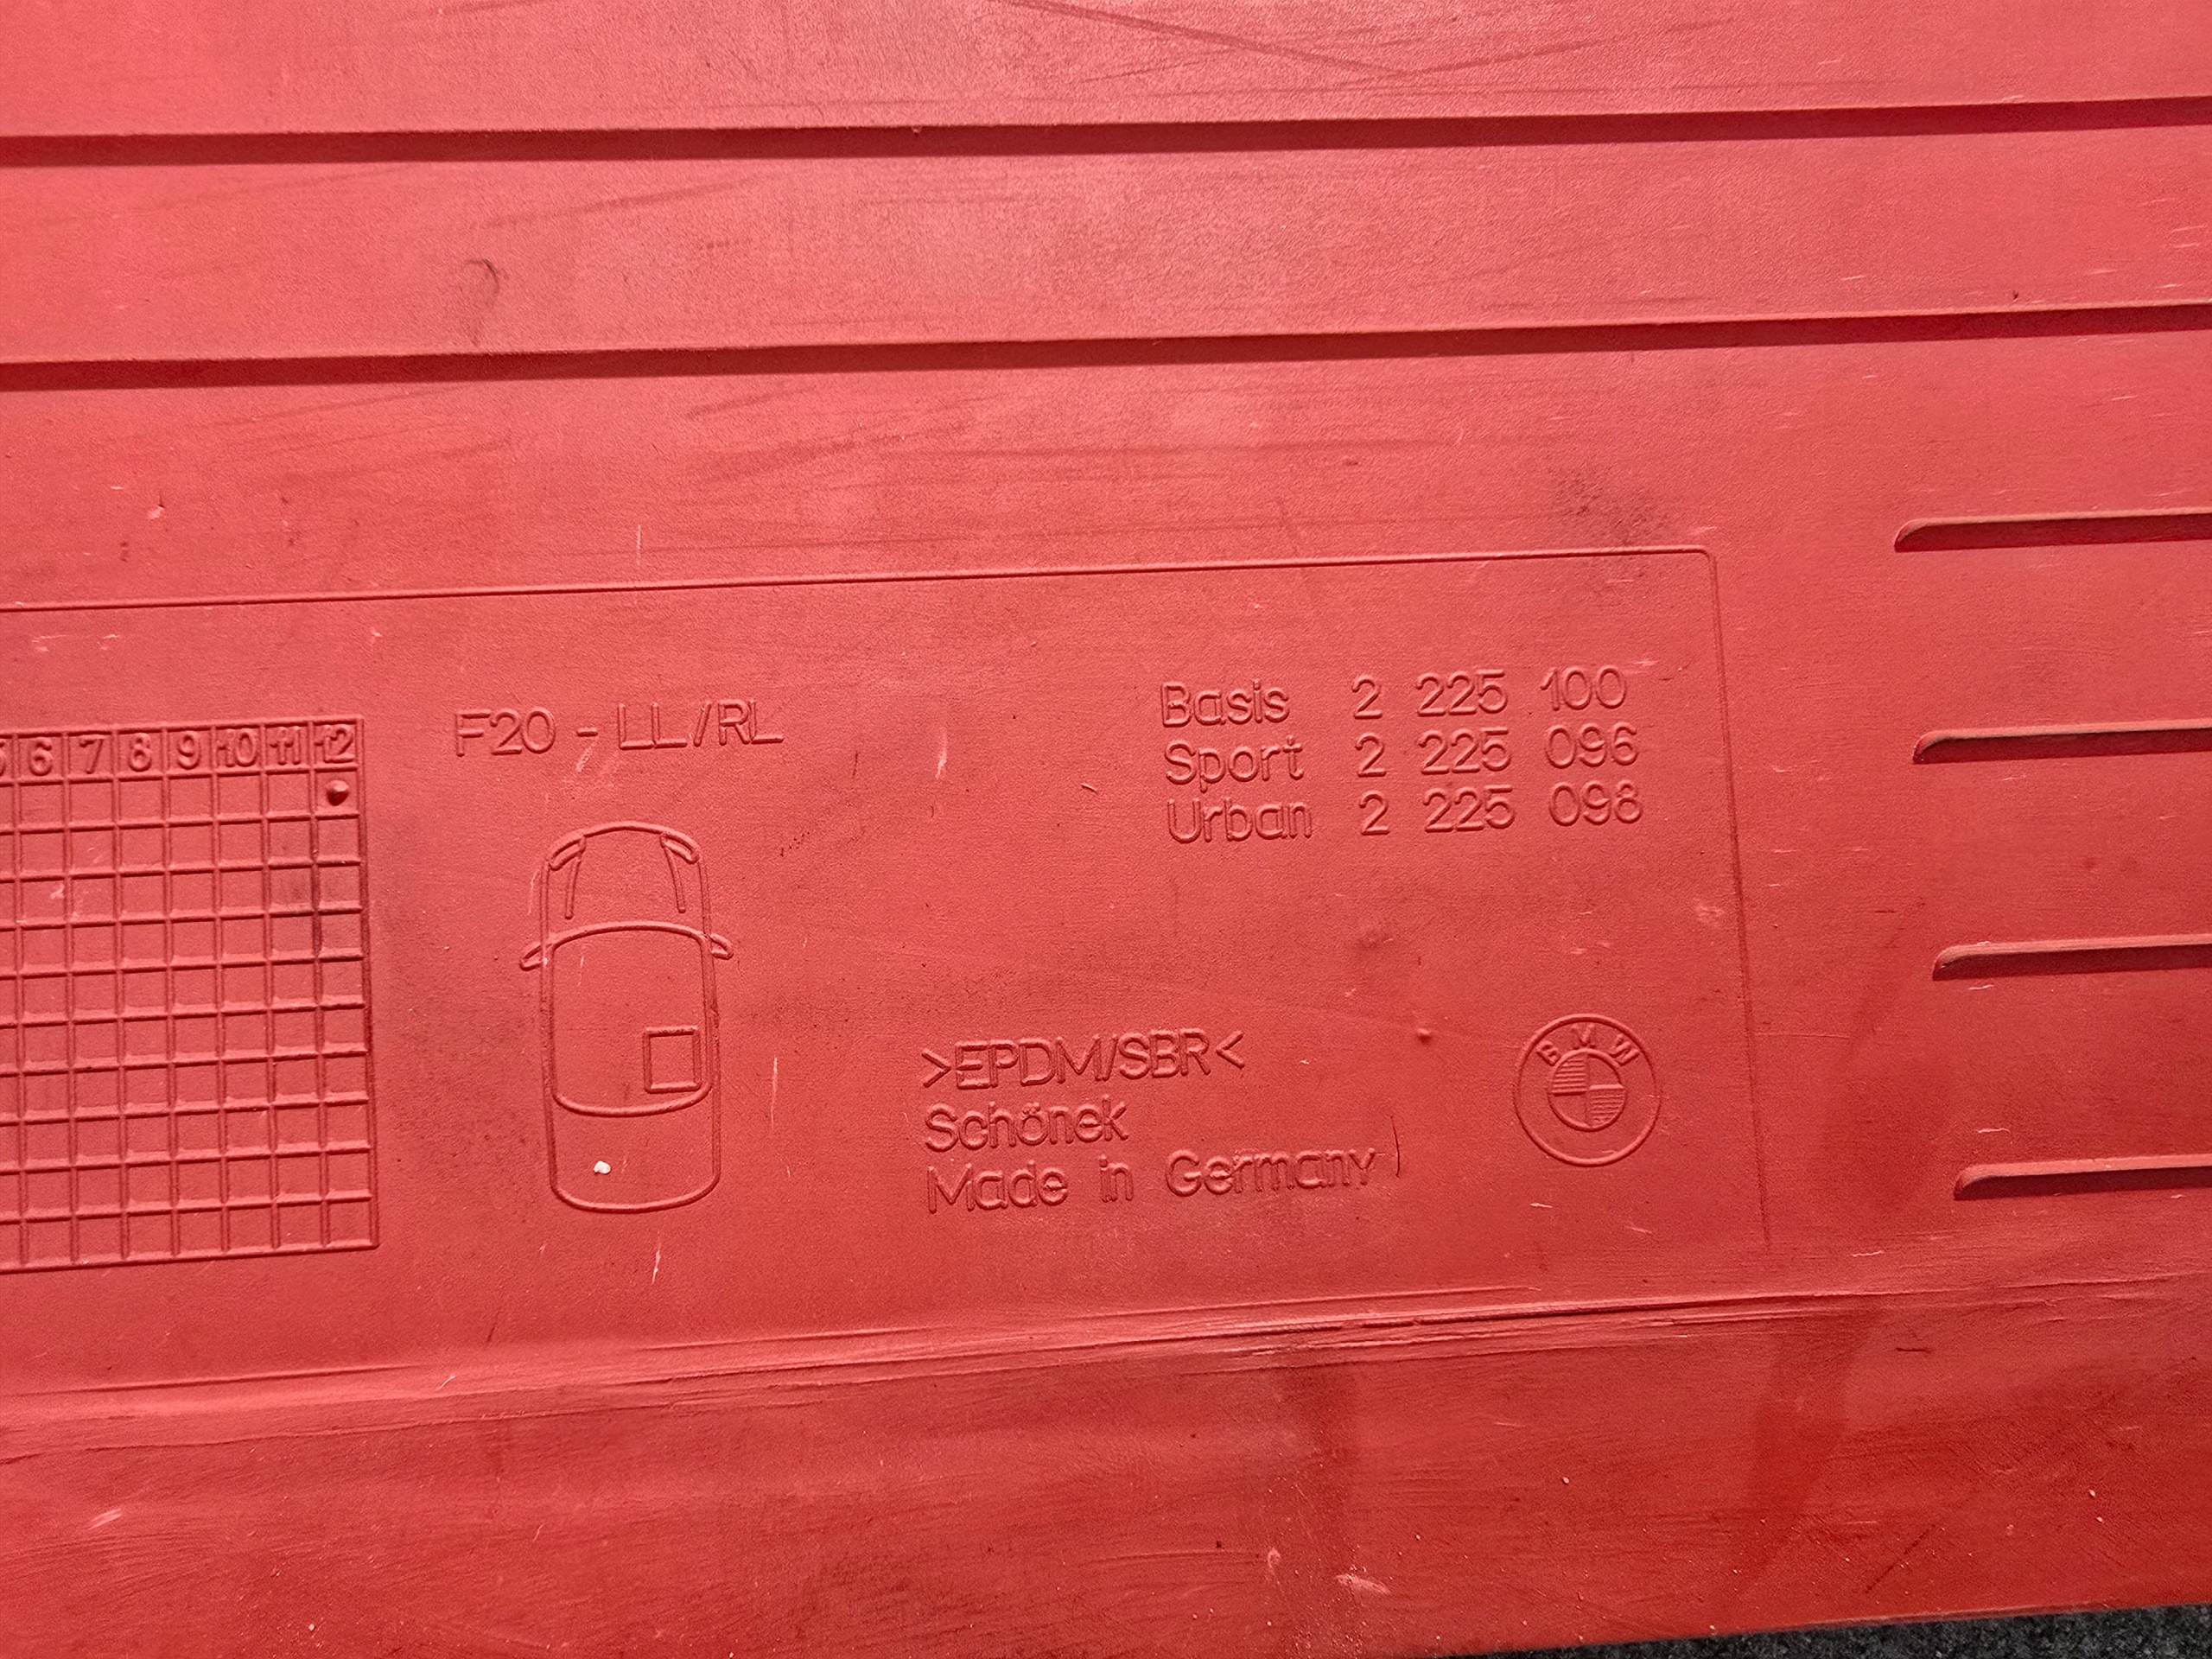 6 7 8 9 10 11 12
F20 - LL/RL
Basis 2 225 100
Sport 2 225 096
Urban 2 225 098
>EPDM/SBR<
Schönek
Made in Germany
BMW